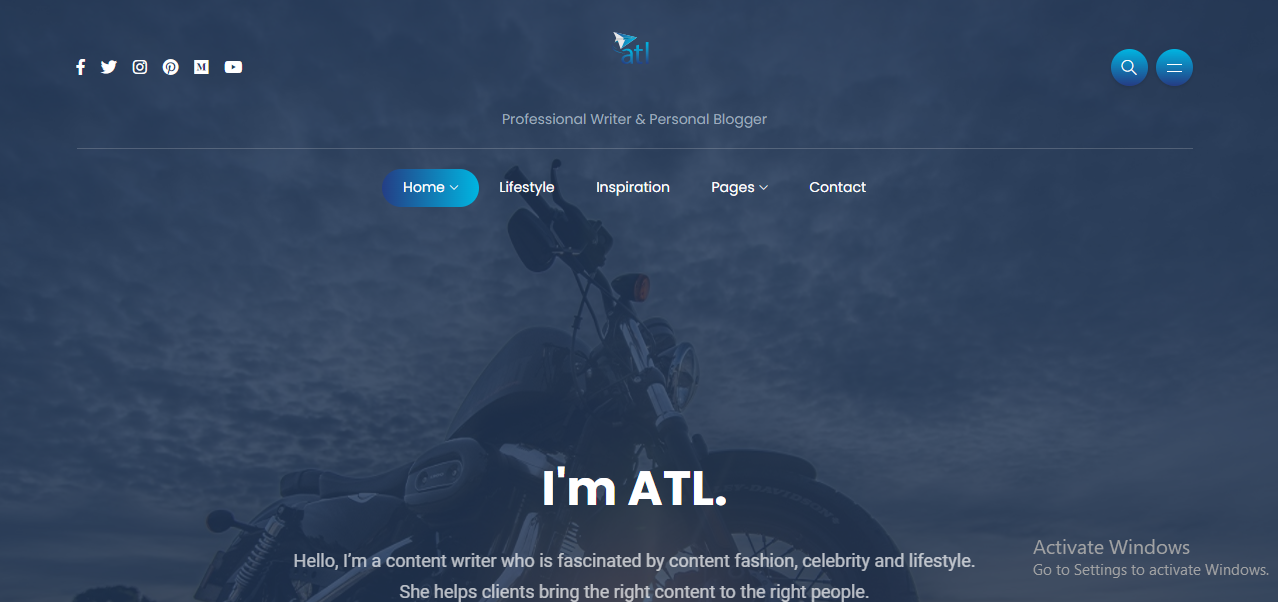 atl
Professional Writer & Personal Blogger
Home
Lifestyle
Inspiration
Pages
Contact
I'm ATL.
Hello, I'm a content writer who is fascinated by content fashion, celebrity and lifestyle.
She helps clients bring the right content to the right people.
HARLEY-DAVIDSON
Activate Windows
Go to Settings to activate Windows.